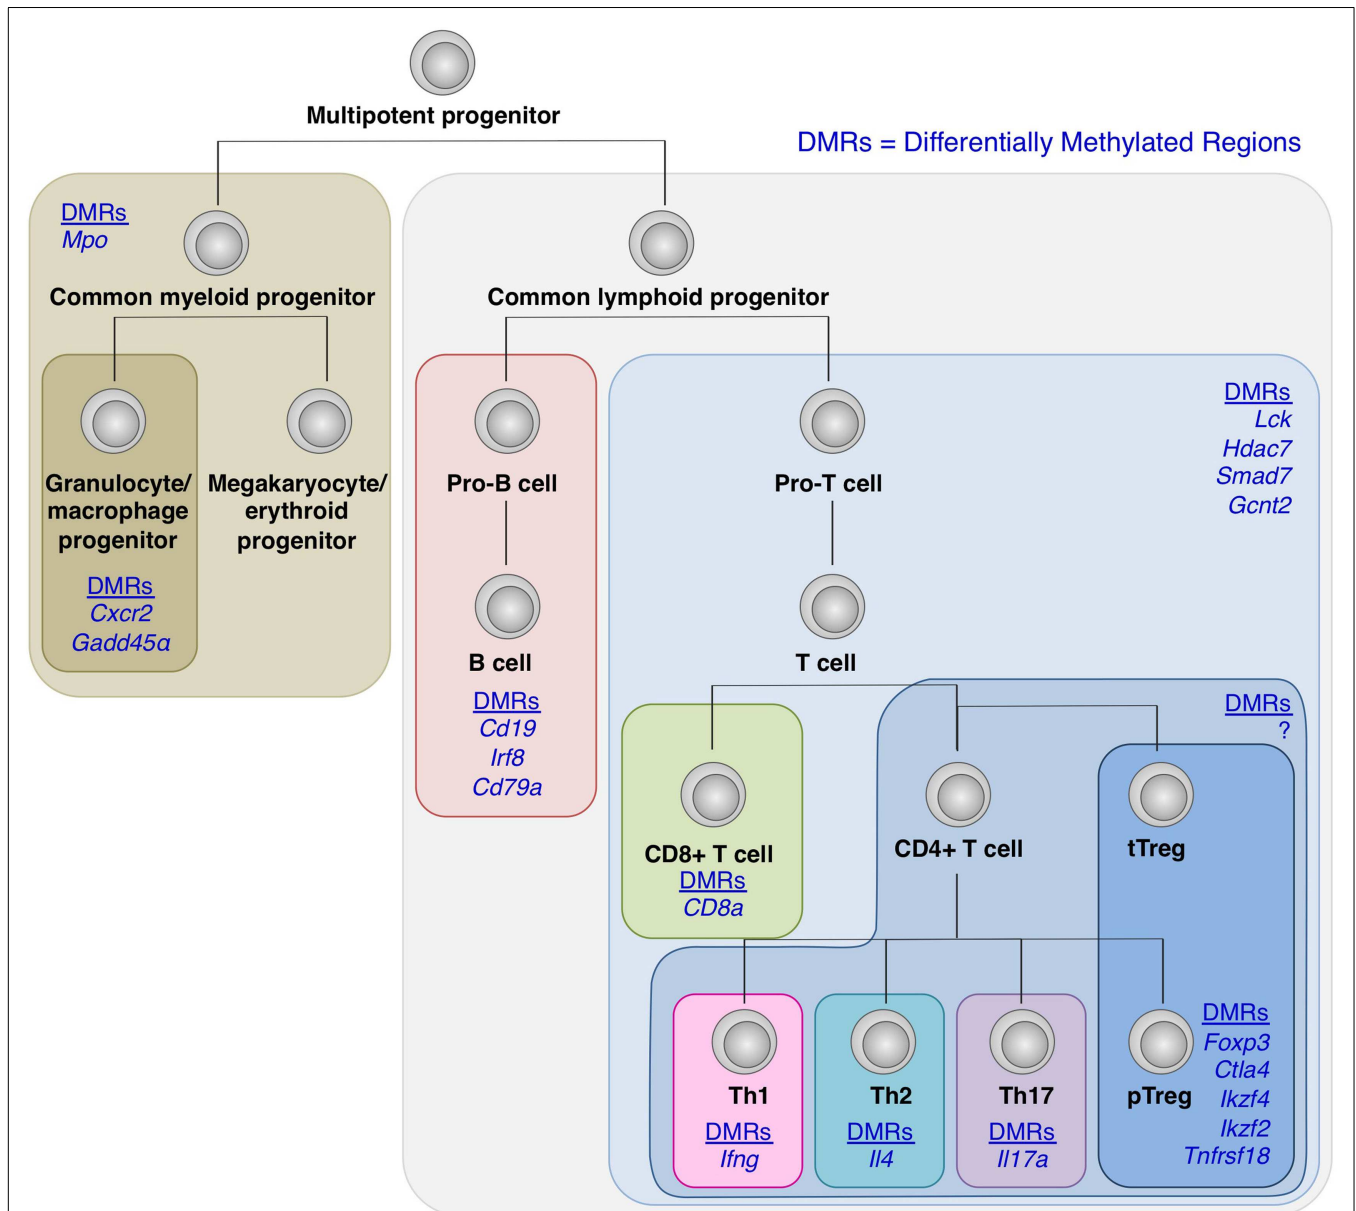 Multipotent progenitor
DMRs = Differentially Methylated Regions
DMRs
Mpo
Common myeloid progenitor
Common lymphoid progenitor
Granulocyte/
macrophage
progenitor
DMRs
Cxcr2
Gadd45α
Megakaryocyte/
erythroid
progenitor
Pro-B cell
B cell
DMRs
Cd19
Irf8
Cd79a
Pro-T cell
DMRs
Lck
Hdac7
Smad7
Gcnt2
T cell
DMRs
?
CD8+ T cell
DMRs
CD8a
CD4+ T cell
tTreg
Th1
DMRs
Ifng
Th2
DMRs
Il4
Th17
DMRs
Il17a
pTreg
DMRs
Foxp3
Ctla4
Ikzf4
Ikzf2
Tnfrsf18